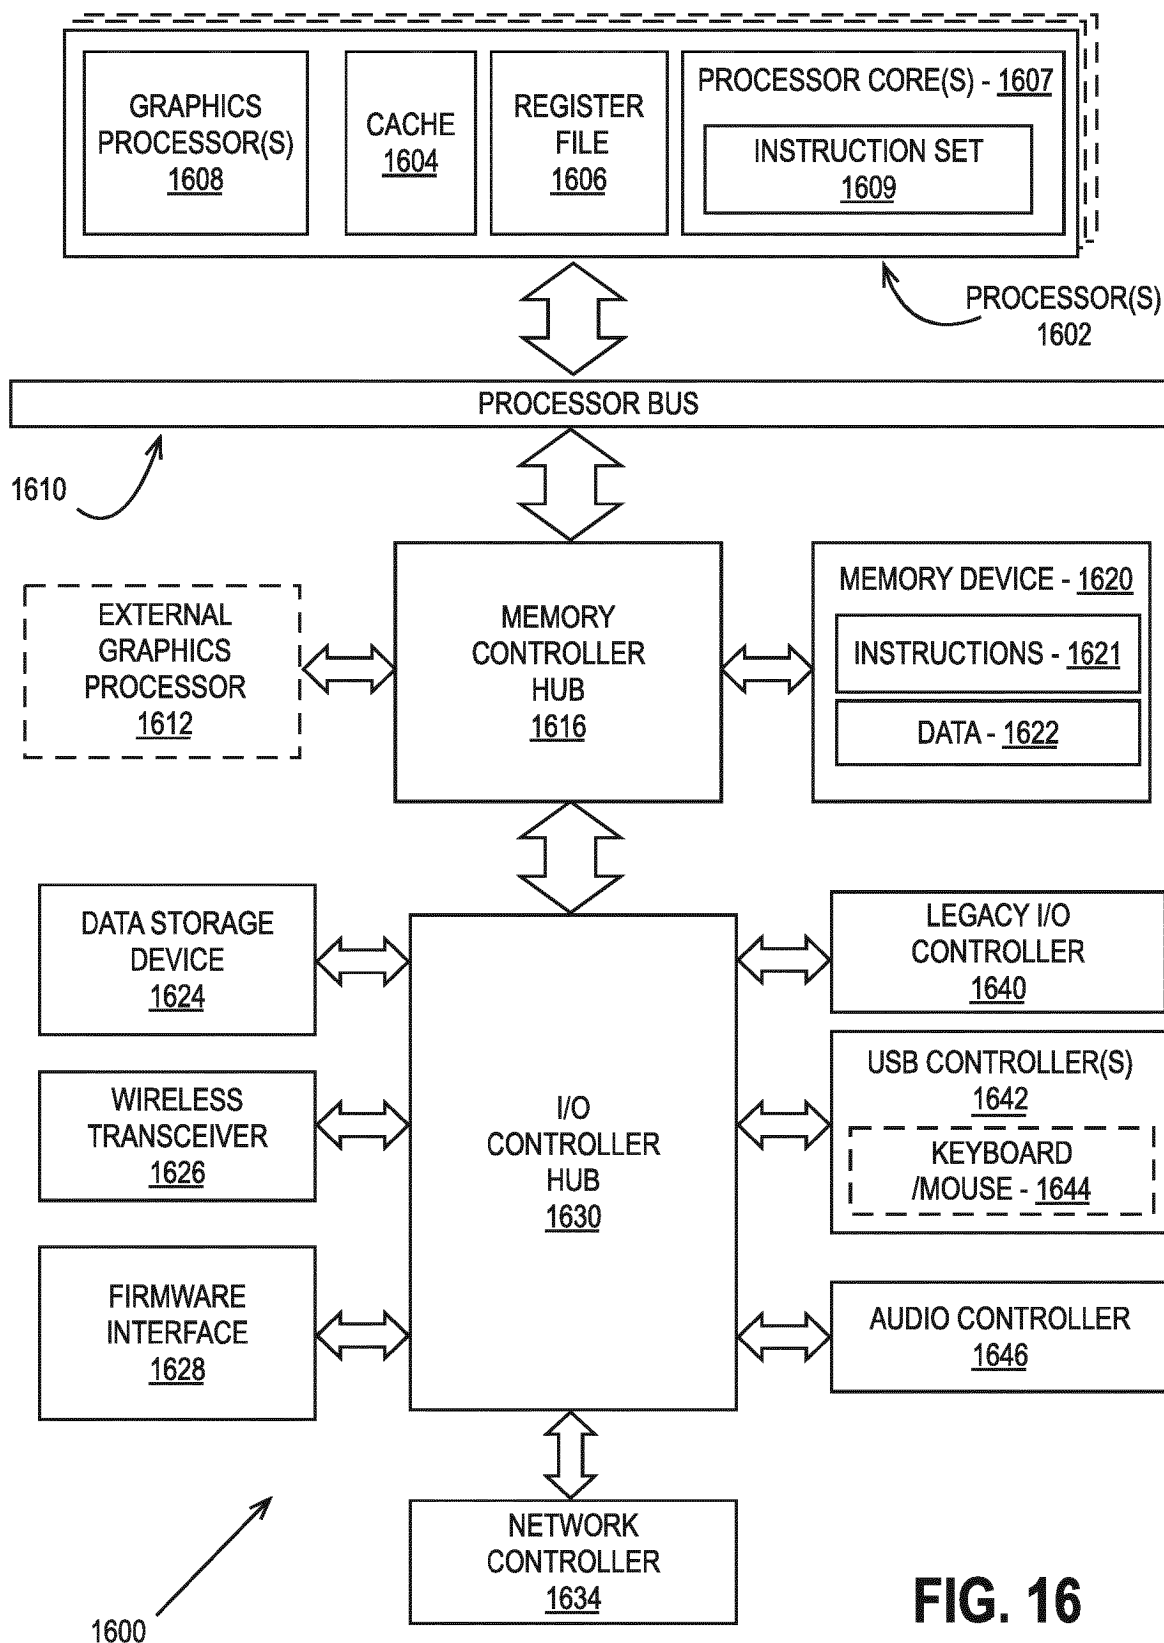 GRAPHICS
PROCESSOR(S)
1608
CACHE
1604
REGISTER
FILE
1606
PROCESSOR CORE(S) - 1607
INSTRUCTION SET
1609
PROCESSOR(S)
1602
PROCESSOR BUS
1610
EXTERNAL
GRAPHICS
PROCESSOR
1612
MEMORY
CONTROLLER
HUB
1616
MEMORY DEVICE - 1620
INSTRUCTIONS - 1621
DATA - 1622
DATA STORAGE
DEVICE
1624
WIRELESS
TRANSCEIVER
1626
FIRMWARE
INTERFACE
1628
I/O
CONTROLLER
HUB
1630
LEGACY I/O
CONTROLLER
1640
USB CONTROLLER(S)
1642
KEYBOARD
/MOUSE - 1644
AUDIO CONTROLLER
1646
NETWORK
CONTROLLER
1634
1600
FIG. 16